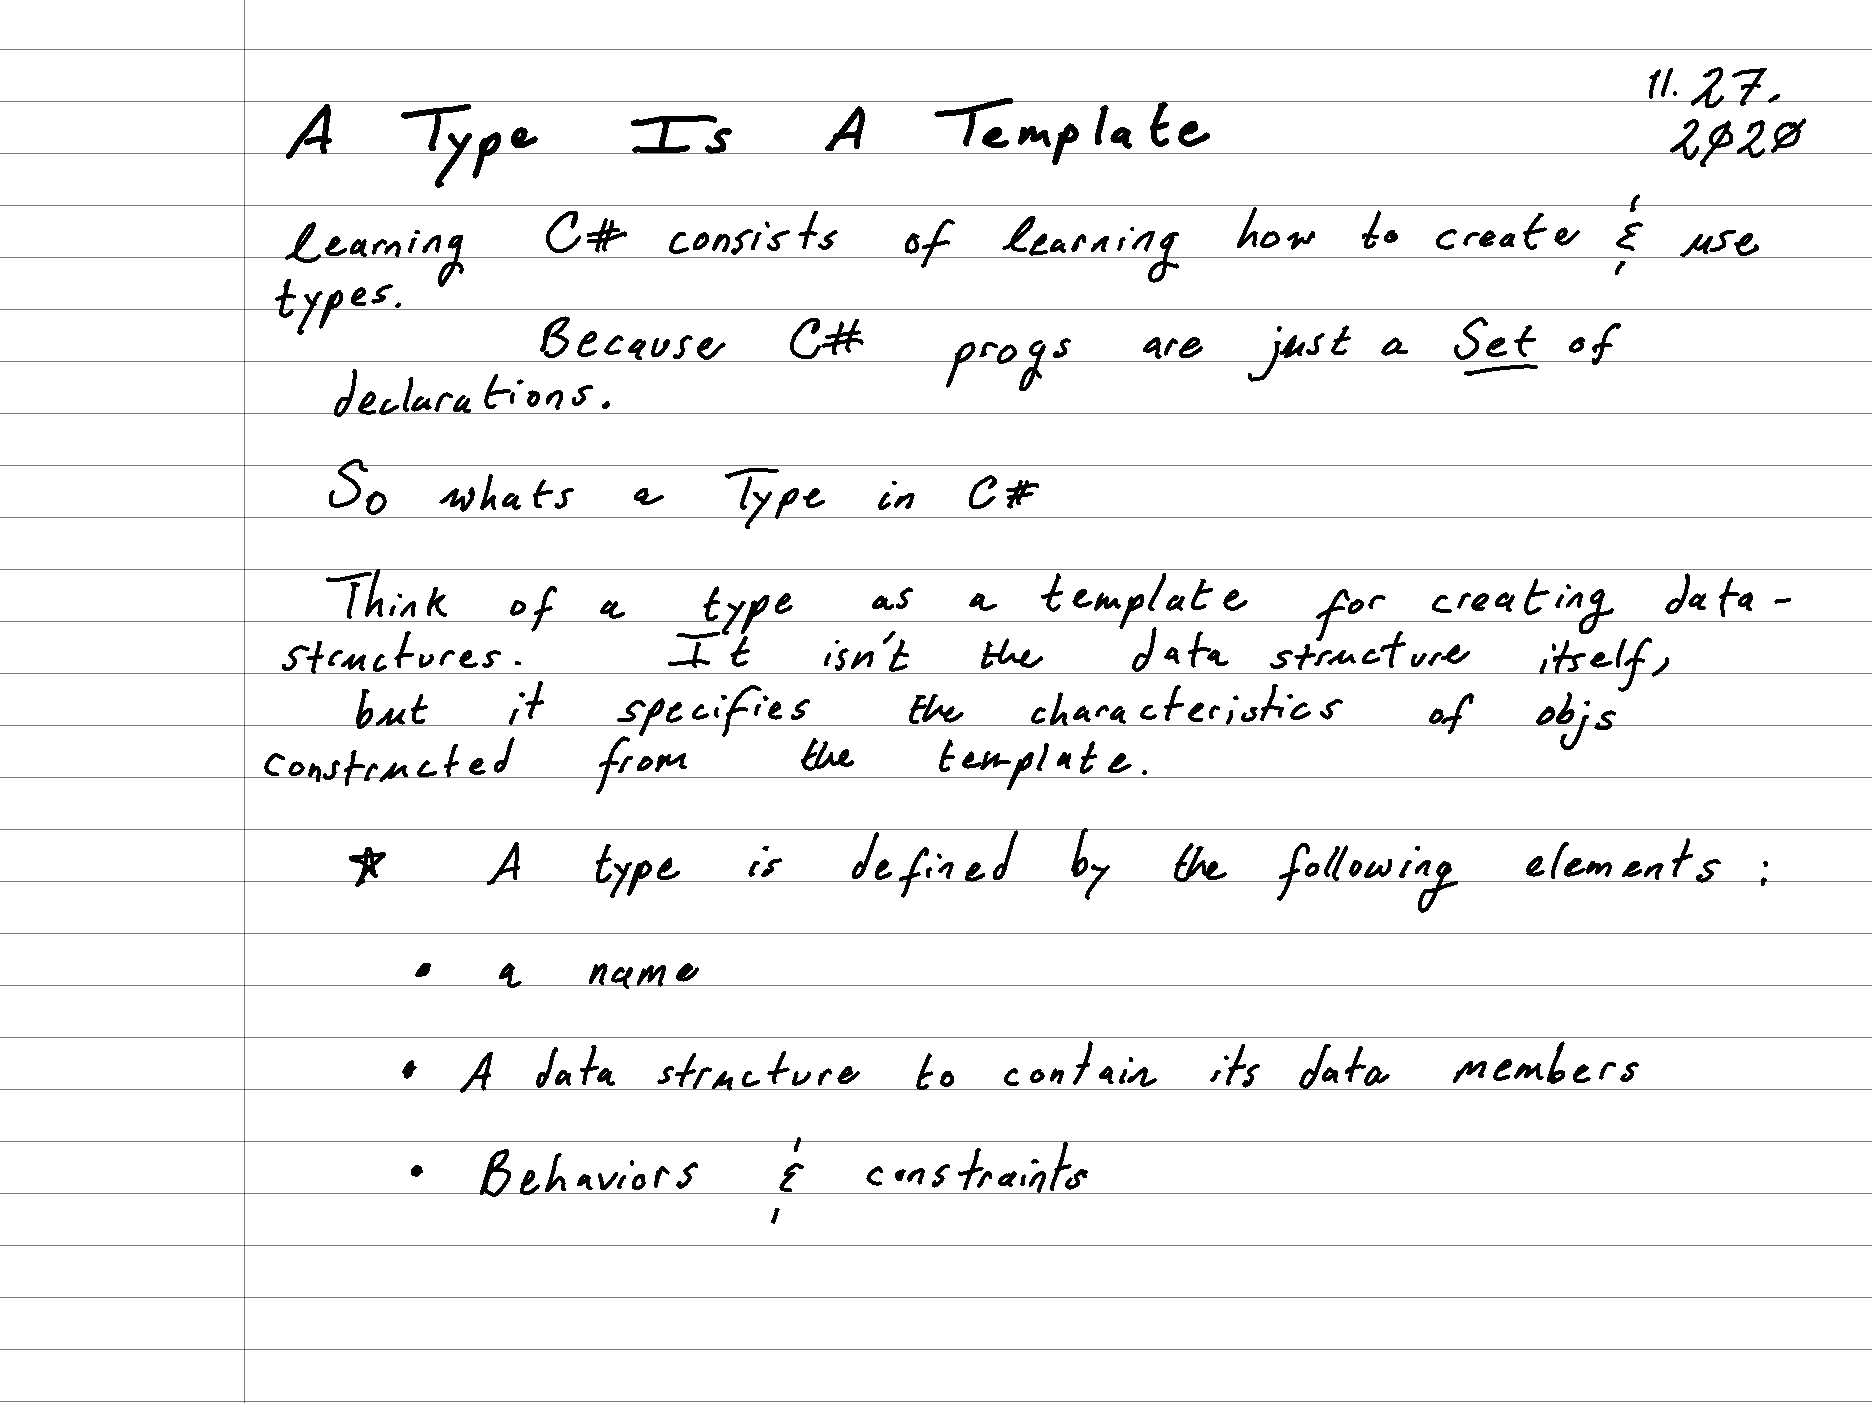 A Type Is A Template
11. 27.
2020
learning C# consists of learning how to create & use
types.
Because C# progs are just a Set of
declarations.
So whats a Type in C#
Think of a type as a template for creating data-
structures. It isn't the data structure itself,
but it specifies the characteristics of objs
constructed from the template.
☆ A type is defined by the following elements:
• a name
• A data structure to contain its data members
• Behaviors & constraints